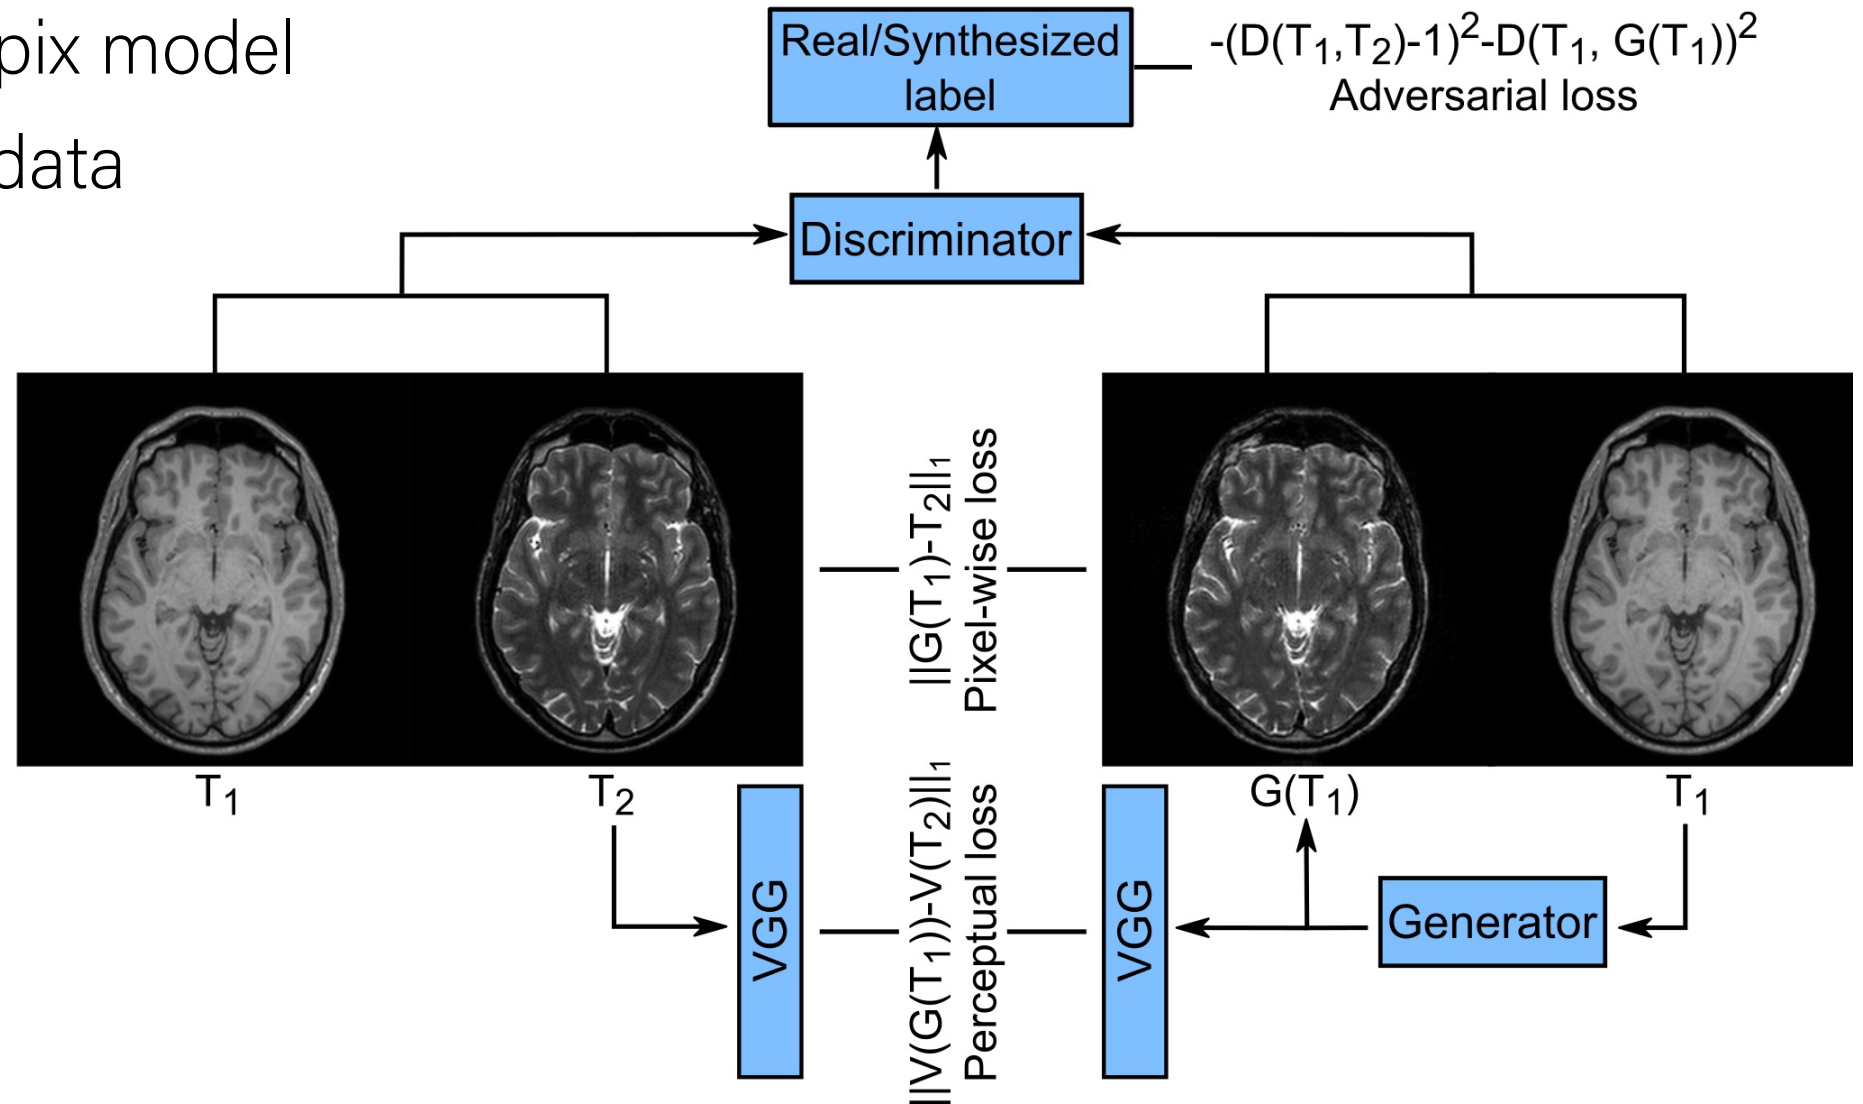 pix model
data
Real/Synthesized
label
-(D(T₁,T₂)-1)²-D(T₁, G(T₁))²
Adversarial loss
Discriminator
||G(T₁)-T₂||₁
Pixel-wise loss
T₁
T₂
G(T₁)
T₁
VGG
||V(G(T₁))-V(T₂)||₁
Perceptual loss
VGG
Generator